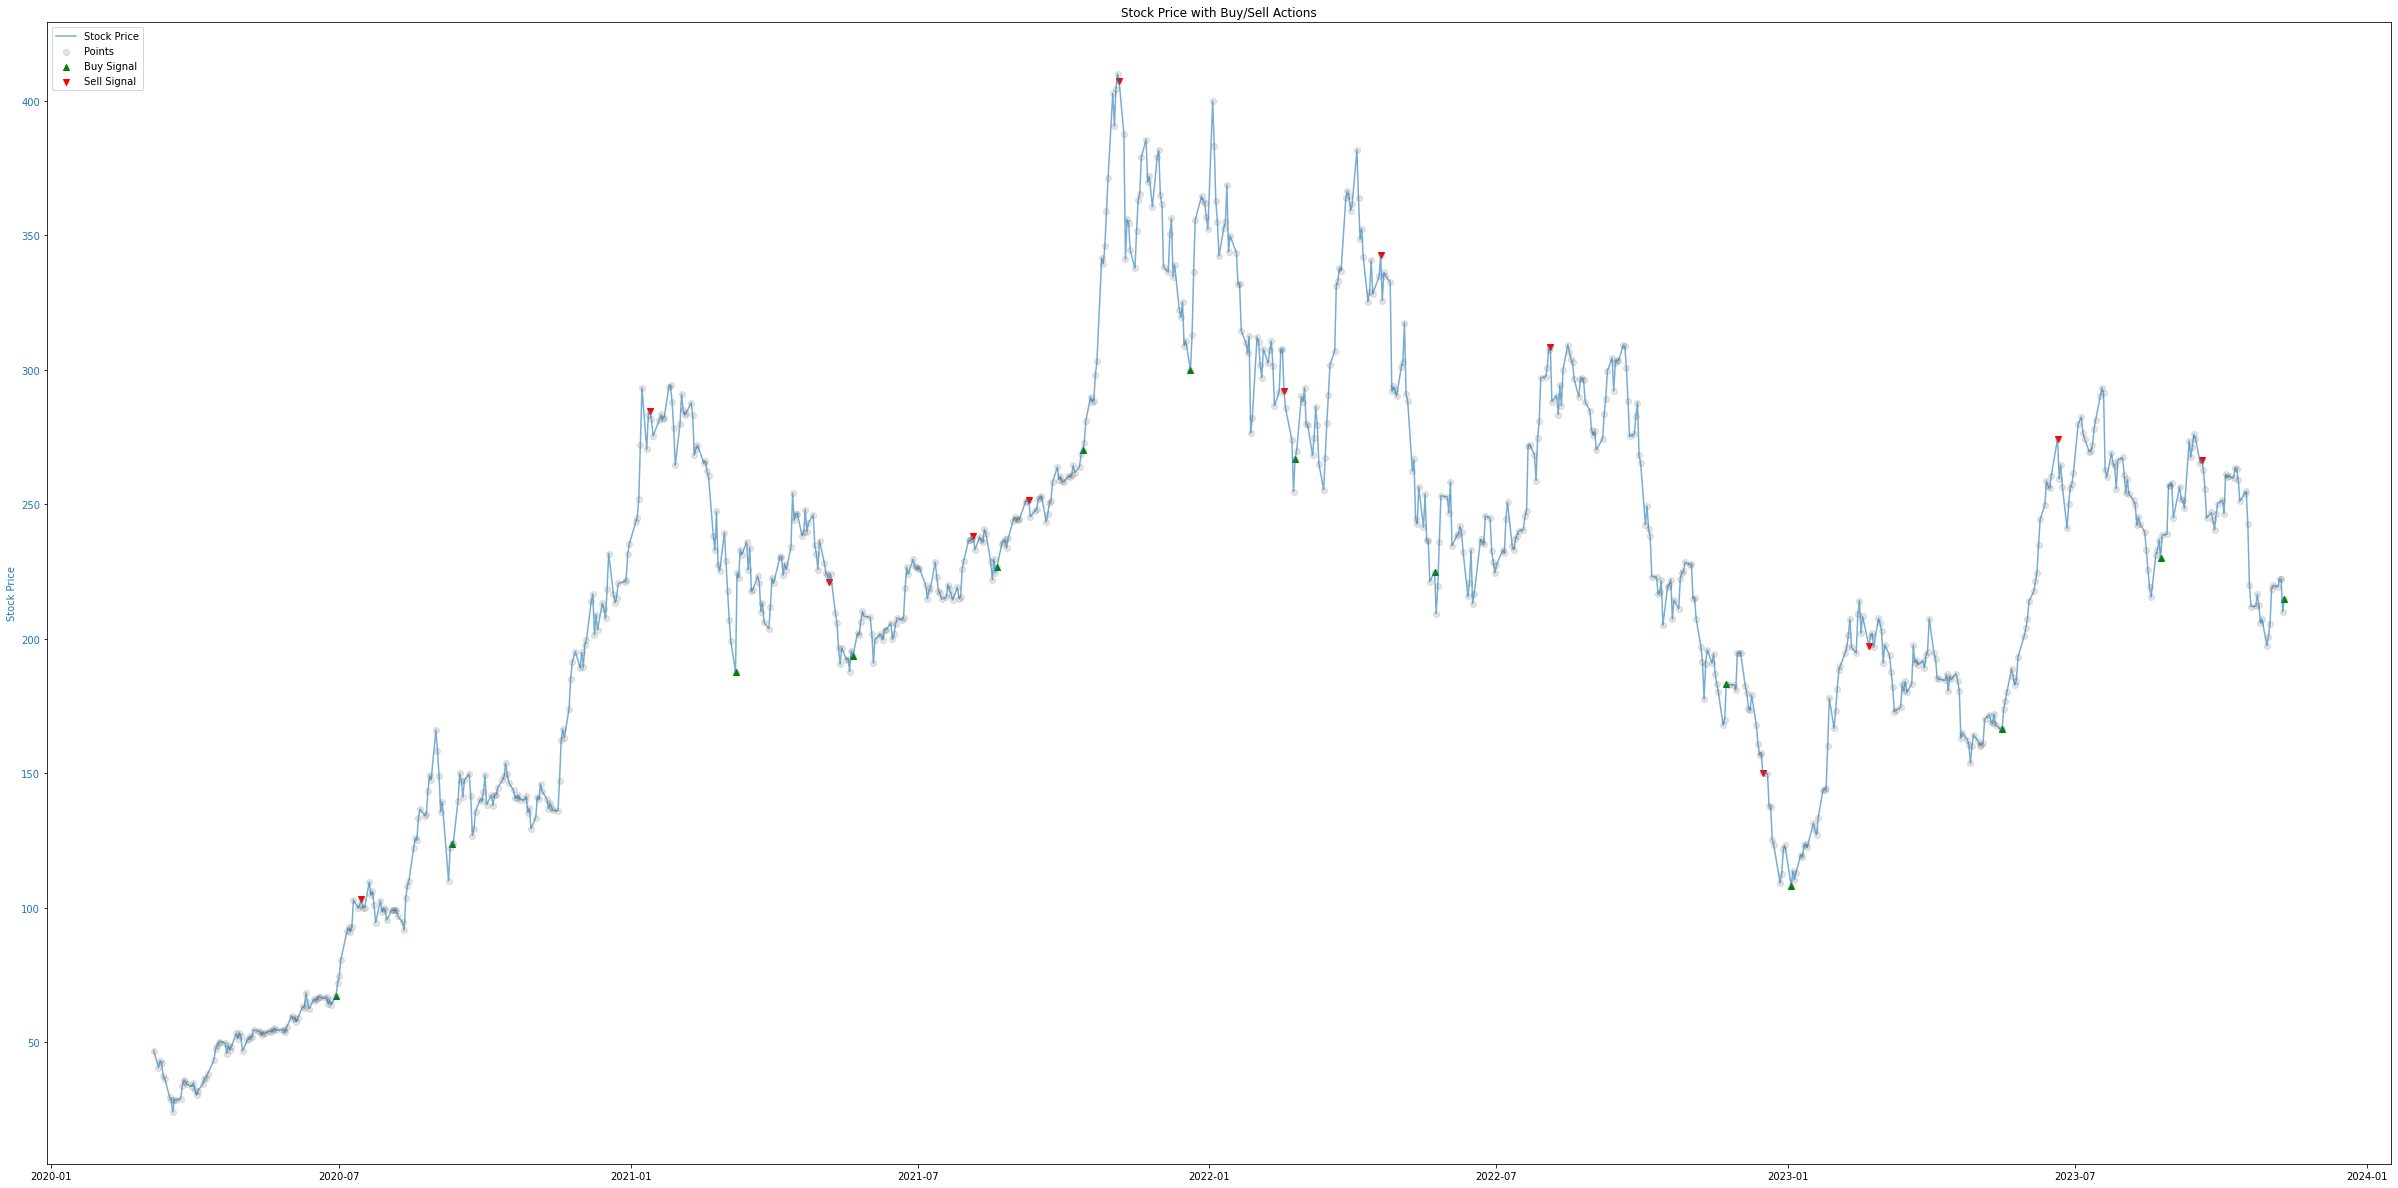 Stock Price with Buy/Sell Actions
Stock Price
Points
Buy Signal
Sell Signal
400
350
300
250
200
150
100
50
Stock Price
2020-01
2020-07
2021-01
2021-07
2022-01
2022-07
2023-01
2023-07
2024-01